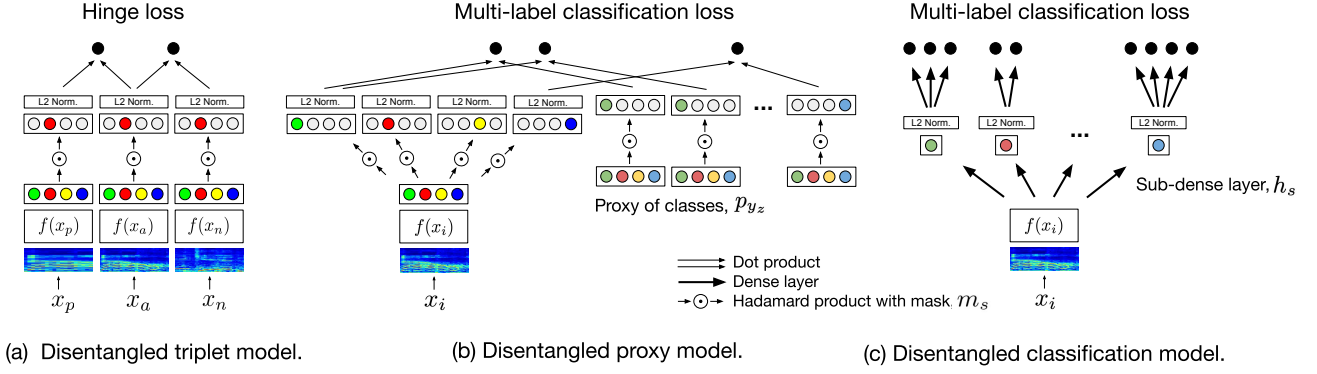 Hinge loss
L2 Norm. L2 Norm. L2 Norm.
f(x_p) f(x_a) f(x_n)
x_p x_a x_n
(a) Disentangled triplet model.
Multi-label classification loss
L2 Norm. L2 Norm. L2 Norm. L2 Norm.
...
f(x_i)
Proxy of classes, p_{y_z}
x_i
Dot product
Dense layer
Hadamard product with mask, m_s
(b) Disentangled proxy model.
Multi-label classification loss
L2 Norm. L2 Norm. L2 Norm.
...
Sub-dense layer, h_s
f(x_i)
x_i
(c) Disentangled classification model.